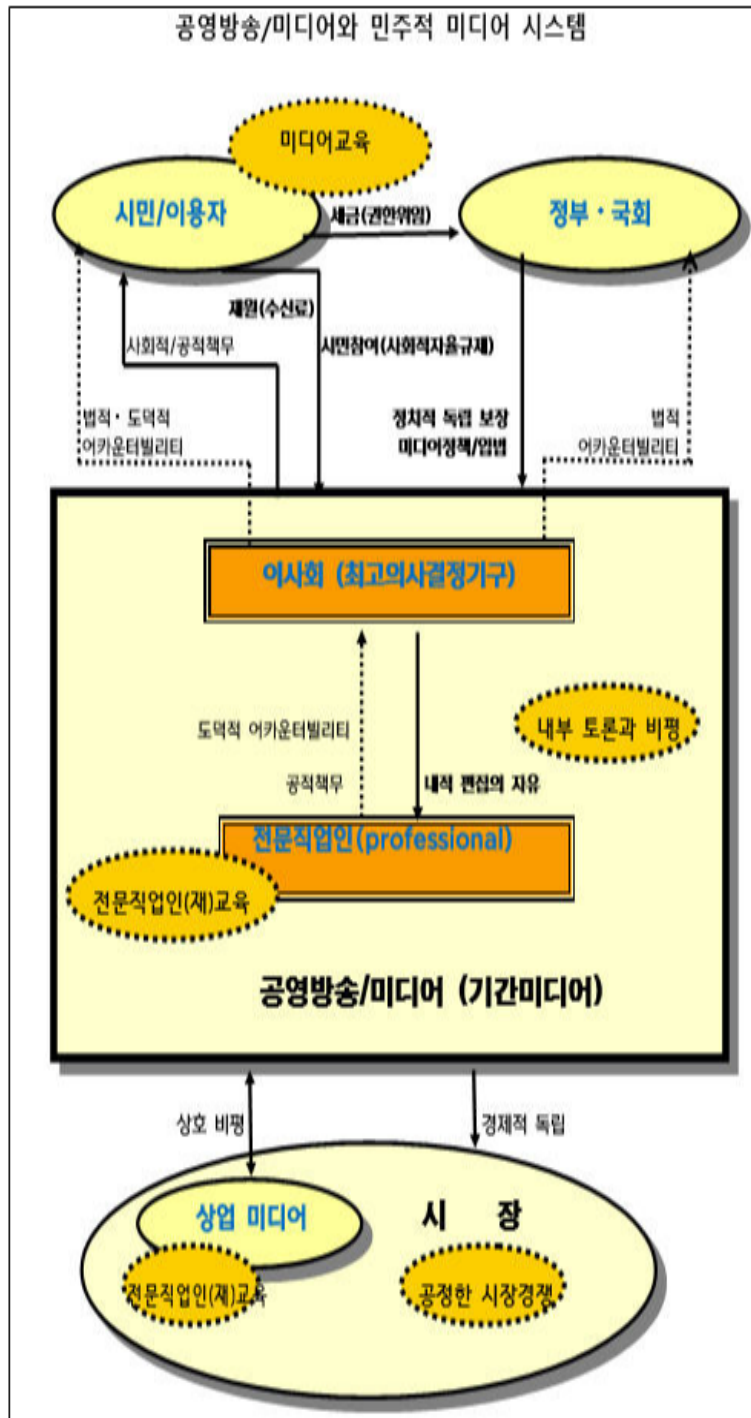 공영방송/미디어와 민주적 미디어 시스템
미디어교육
시민/이용자
세금(권한위임)
정부·국회
재원(수신료)
사회적/공적책무
시민참여(사회적자율규제)
법적·도덕적
어카운터빌리티
정치적 독립 보장
미디어정책/입법
법적
어카운터빌리티
이사회 (최고의사결정기구)
도덕적 어카운터빌리티
내부 토론과 비평
공적책무
내적 편집의 자유
전문직업인(professional)
전문직업인(재)교육
공영방송/미디어 (기간미디어)
상호 비평
경제적 독립
상업 미디어
시 장
전문직업인(재)교육
공정한 시장경쟁